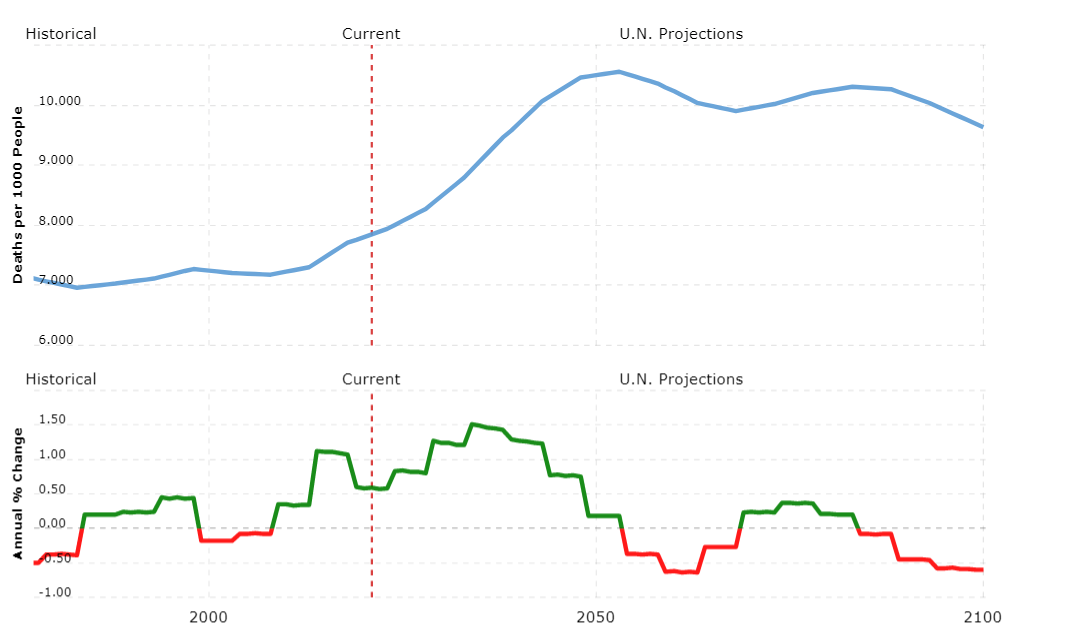 Historical
Current
U.N. Projections
Deaths per 1000 People
10.000
9.000
8.000
7.000
6.000
Historical
Current
U.N. Projections
Annual % Change
1.50
1.00
0.50
0.00
-0.50
-1.00
2000
2050
2100